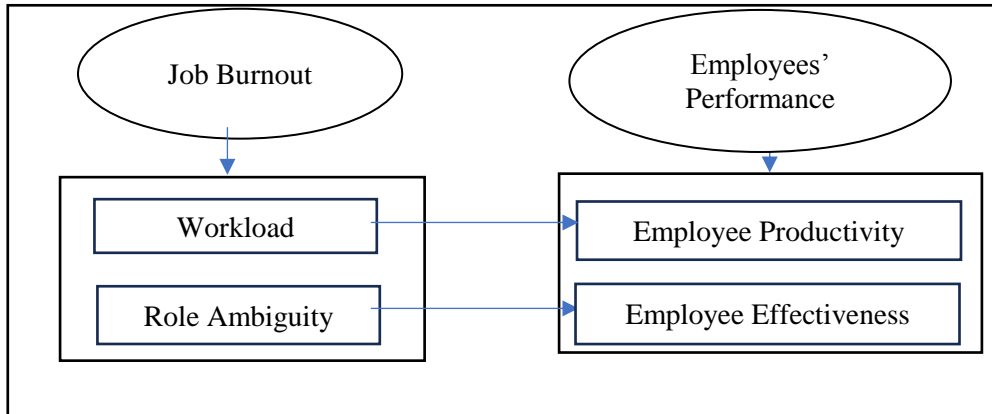 Job Burnout
Employees’
Performance
Workload
Employee Productivity
Role Ambiguity
Employee Effectiveness